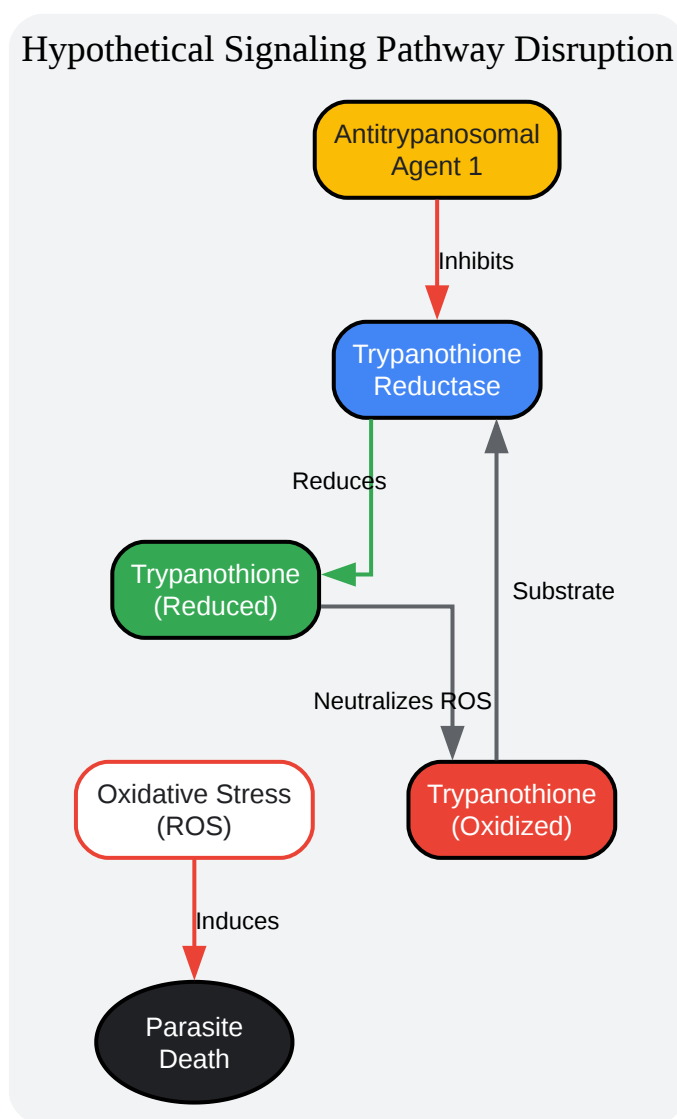 Hypothetical Signaling Pathway Disruption
Antitrypanosomal
Agent 1
Inhibits
Trypanothione
Reductase
Reduces
Trypanothione
(Reduced)
Substrate
Neutralizes ROS
Oxidative Stress
(ROS)
Trypanothione
(Oxidized)
Induces
Parasite
Death